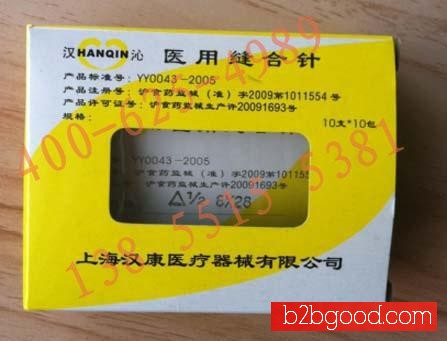 汉HANQIN沁 医用缝合针
产品标准号：YY0043-2005
产品注册号：沪食药监械（准）字2009第1011554号
产品许可证号：沪食药监械生产许20091693号
规格：
10支*10包
YY0043-2005
沪食药监械（准）字2009第1011554
沪食药监械生产许20091693号
△1/2 8X28
上海汉康医疗器械有限公司
b2bgood.com